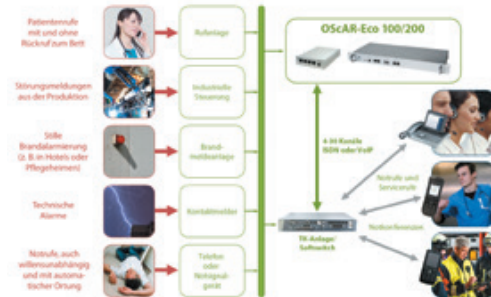 Patientenrufe
mit und ohne
Rückruf zum Bett
Rufanlage
Störungsmeldungen
aus der Produktion
Industrielle
Steuerung
Stille
Brandalarmierung
(z. B. in Hotels oder
Pflegeheimen)
Brand-
meldeanlage
Technische
Alarme
Kontaktmelder
Notrufe, auch
willensunabhängig
und mit automa-
tischer Ortung
Telefon
oder
Notsignal-
gerät
OScAR-Eco 100/200
4-30 Kanäle
ISDN oder VoIP
TK-Anlage/
Softswitch
Notrufe und
Servicerufe
Notkonferenzen